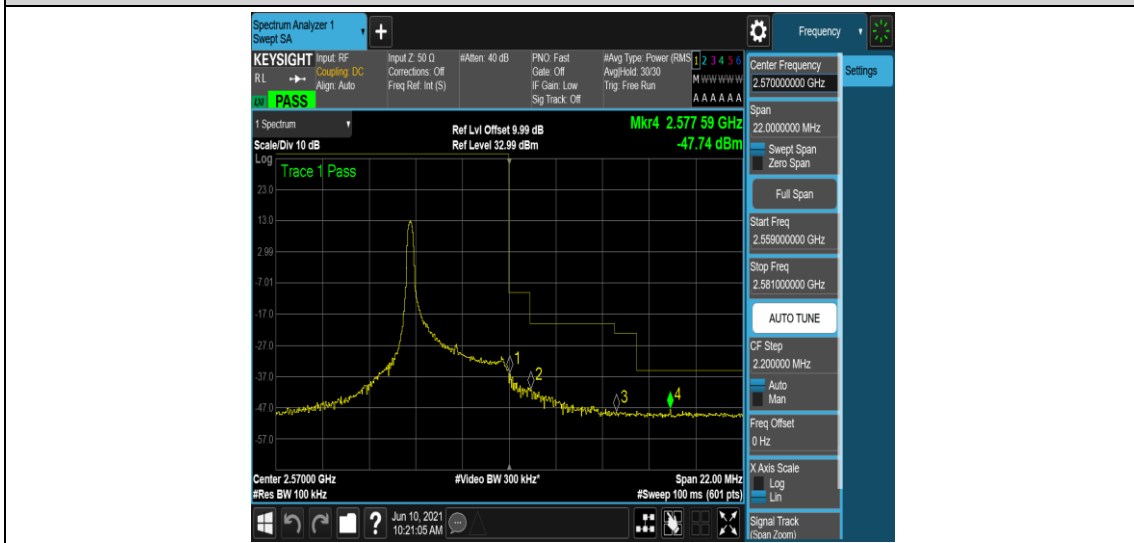 Spectrum Analyzer 1
Swept SA
+
Frequency
KEYSIGHT
RL
PASS
Input: RF
Coupling: DC
Align: Auto
Input Z: 50 Ω
Corrections: Off
Freq Ref: Int (S)
#Atten: 40 dB
PNO: Fast
Gate: Off
IF Gain: Low
Sig Track: Off
#Avg Type: Power (RMS
Avg|Hold: 30/30
Trig: Free Run
1 2 3 4 5 6
M W W W W W
A A A A A A
1 Spectrum
Scale/Div 10 dB
Ref Lvl Offset 9.99 dB
Ref Level 32.99 dBm
Mkr4 2.577 59 GHz
-47.74 dBm
Log
Trace 1 Pass
23.0
13.0
2.99
-7.01
-17.0
-27.0
-37.0
-47.0
-57.0
1
2
3
4
Center 2.57000 GHz
#Res BW 100 kHz
#Video BW 300 kHz*
Span 22.00 MHz
#Sweep 100 ms (601 pts)
?
Jun 10, 2021
10:21:05 AM
Center Frequency
2.570000000 GHz
Settings
Span
22.0000000 MHz
Swept Span
Zero Span
Full Span
Start Freq
2.559000000 GHz
Stop Freq
2.581000000 GHz
AUTO TUNE
CF Step
2.200000 MHz
Auto
Man
Freq Offset
0 Hz
X Axis Scale
Log
Lin
Signal Track
(Span Zoom)